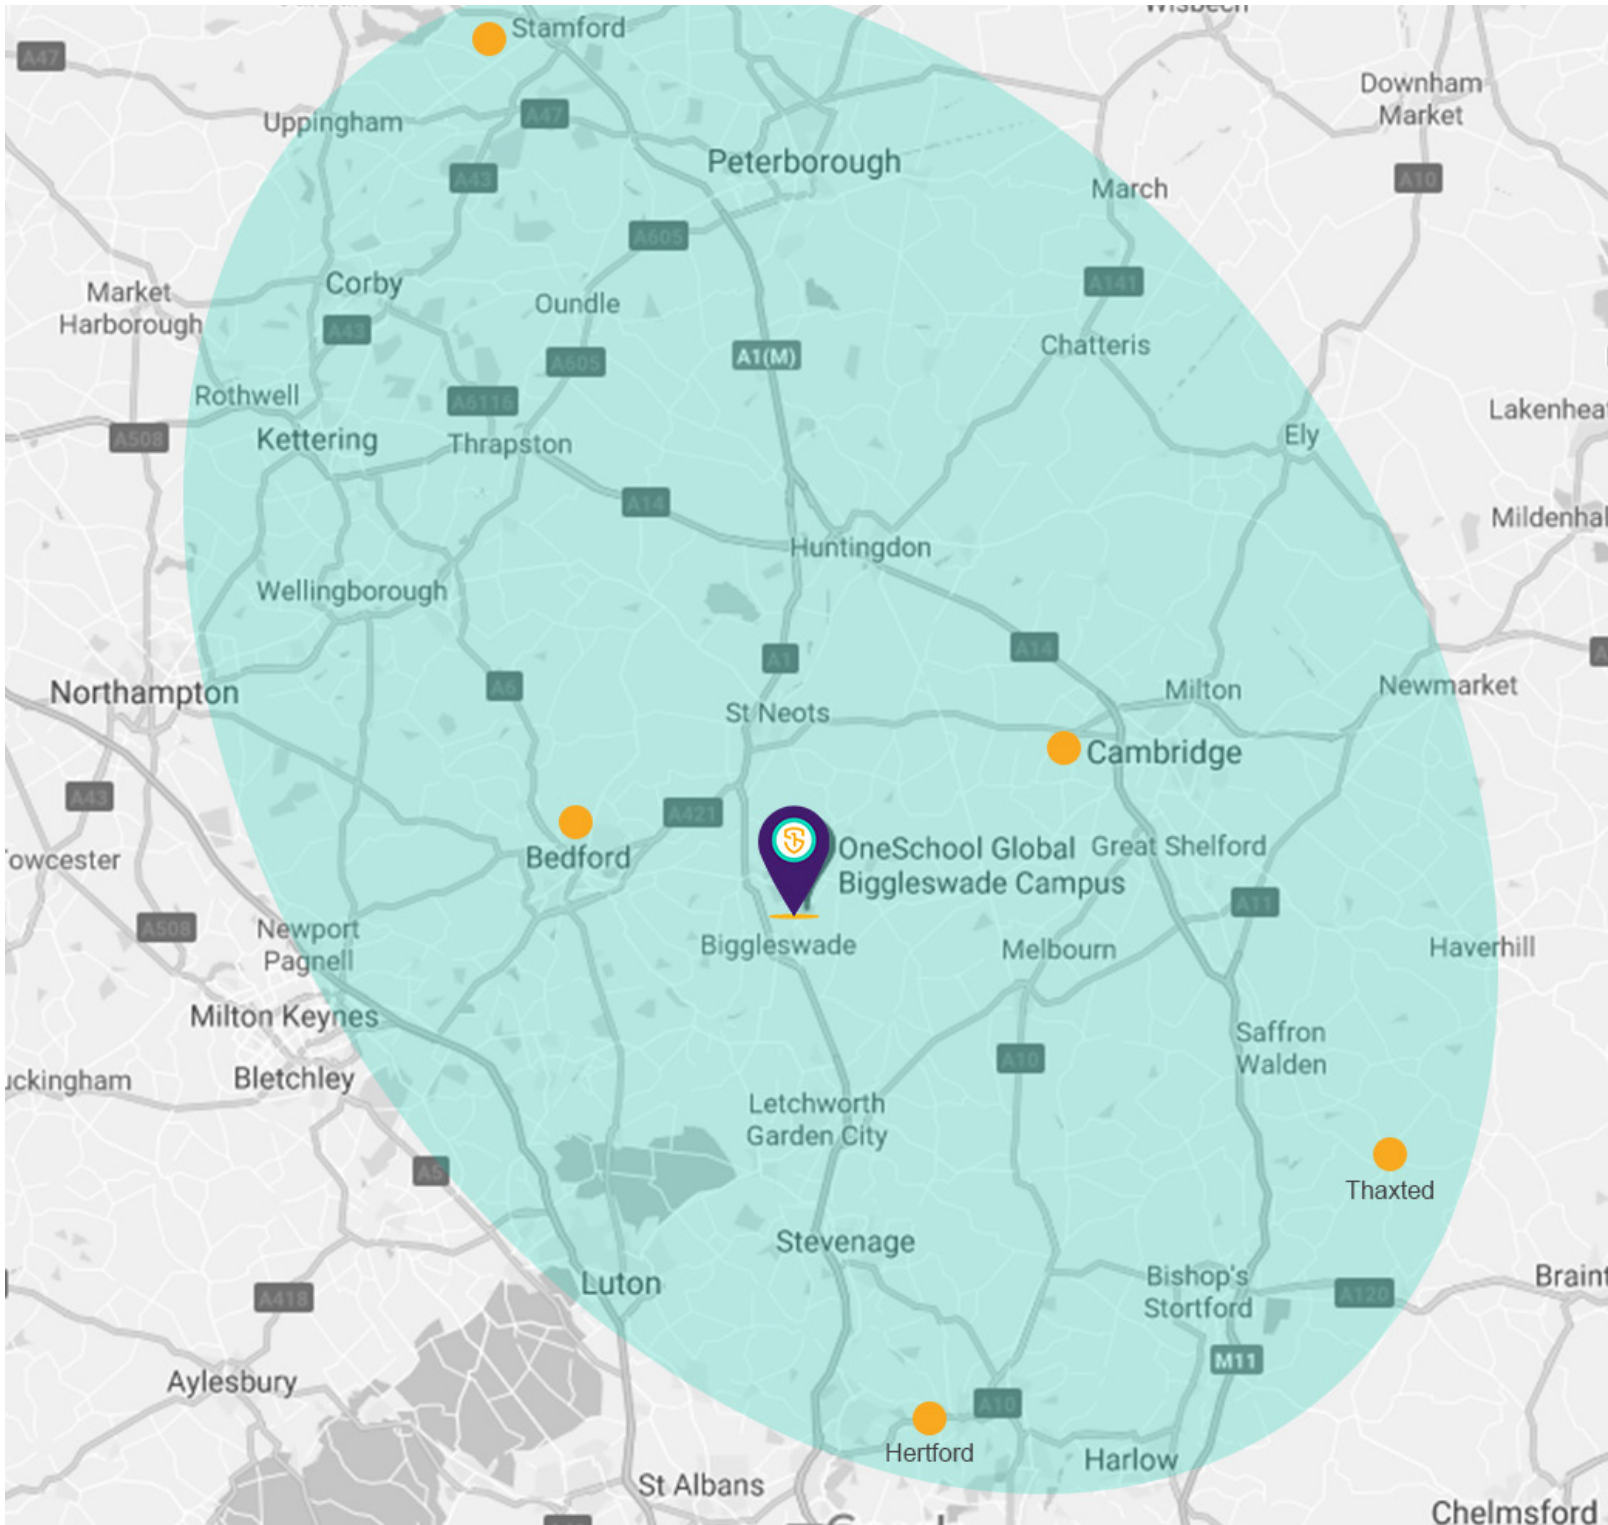 Wisbech
Stamford
A47
Downham
Market
A47
Uppingham
Peterborough
A43
A10
March
A605
Corby
A141
Market
Harborough
Oundle
A43
Chatteris
A1(M)
A605
Rothwell
A6116
Ely
A508
Kettering
Thrapston
A14
Huntingdon
Wellingborough
A14
A1
Northampton
A6
Milton
Newmarket
St Neots
Cambridge
A43
A421
OneSchool Global
Biggleswade Campus
Great Shelford
Bedford
owcester
A11
A508
Newport
Pagnell
Biggleswade
Melbourn
Haverhill
Milton Keynes
Saffron
Walden
A10
Bletchley
uckingham
Letchworth
Garden City
A5
Thaxted
Stevenage
Luton
Bishop's
Stortford
Braint
A418
A120
M11
Aylesbury
A10
Hertford
Harlow
St Albans
Chelmsford
Lakenheat
Mildenhal